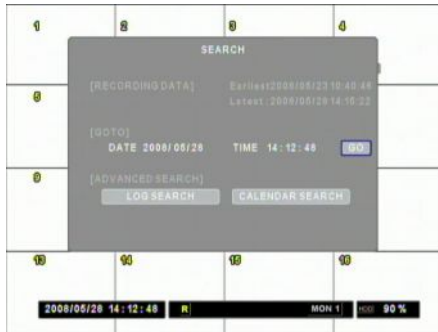 1 2 3 4
SEARCH
[RECORDING DATA] Earliest:2008/05/23 10:40:46
Latest :2008/05/28 14:15:22
5
[GOTO]
DATE 2008/05/28 TIME 14:12:48 GO
9
[ADVANCED SEARCH]
LOG SEARCH CALENDAR SEARCH
13 14 15 16
2008/05/28 14:12:48 R MON 1 HDD 90%